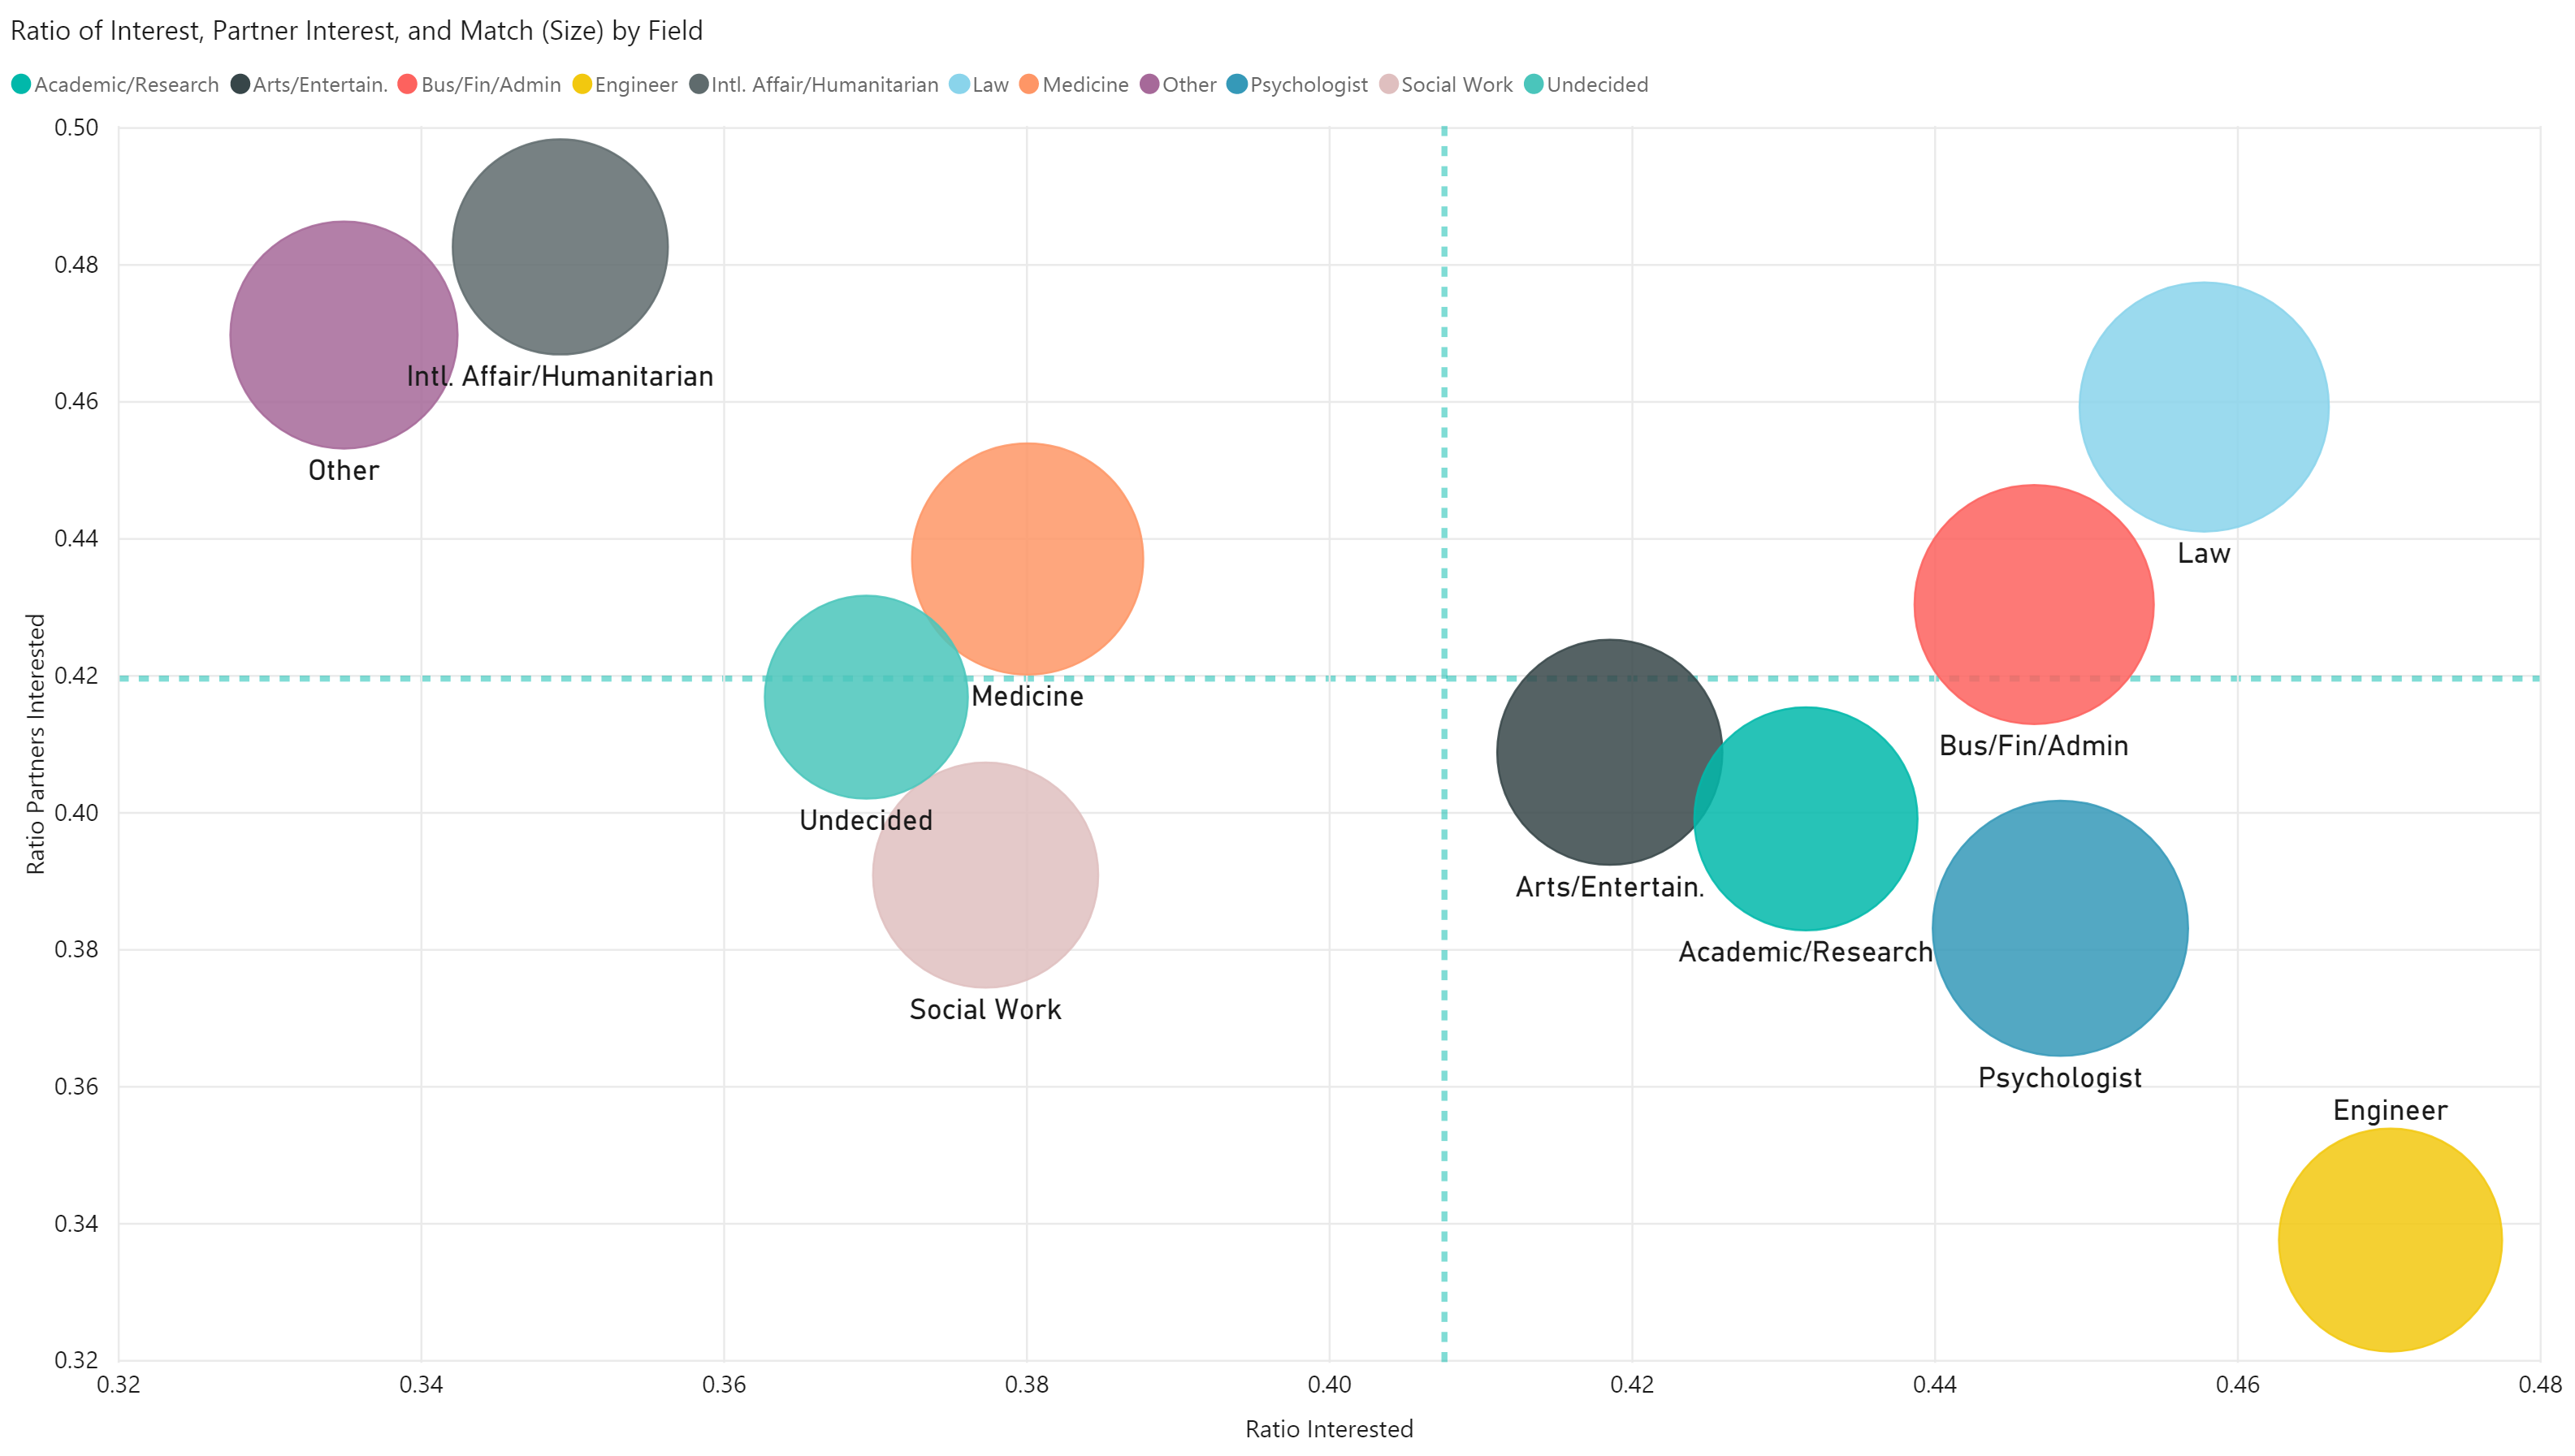 Ratio of Interest, Partner Interest, and Match (Size) by Field
Academic/Research Arts/Entertain. Bus/Fin/Admin Engineer Intl. Affair/Humanitarian Law Medicine Other Psychologist Social Work Undecided
0.50
0.48
0.46
0.44
0.42
0.40
0.38
0.36
0.34
0.32
Ratio Partners Interested
Intl. Affair/Humanitarian
Other
Law
Medicine
Bus/Fin/Admin
Undecided
Arts/Entertain.
Academic/Research
Social Work
Psychologist
Engineer
0.32 0.34 0.36 0.38 0.40 0.42 0.44 0.46 0.48
Ratio Interested